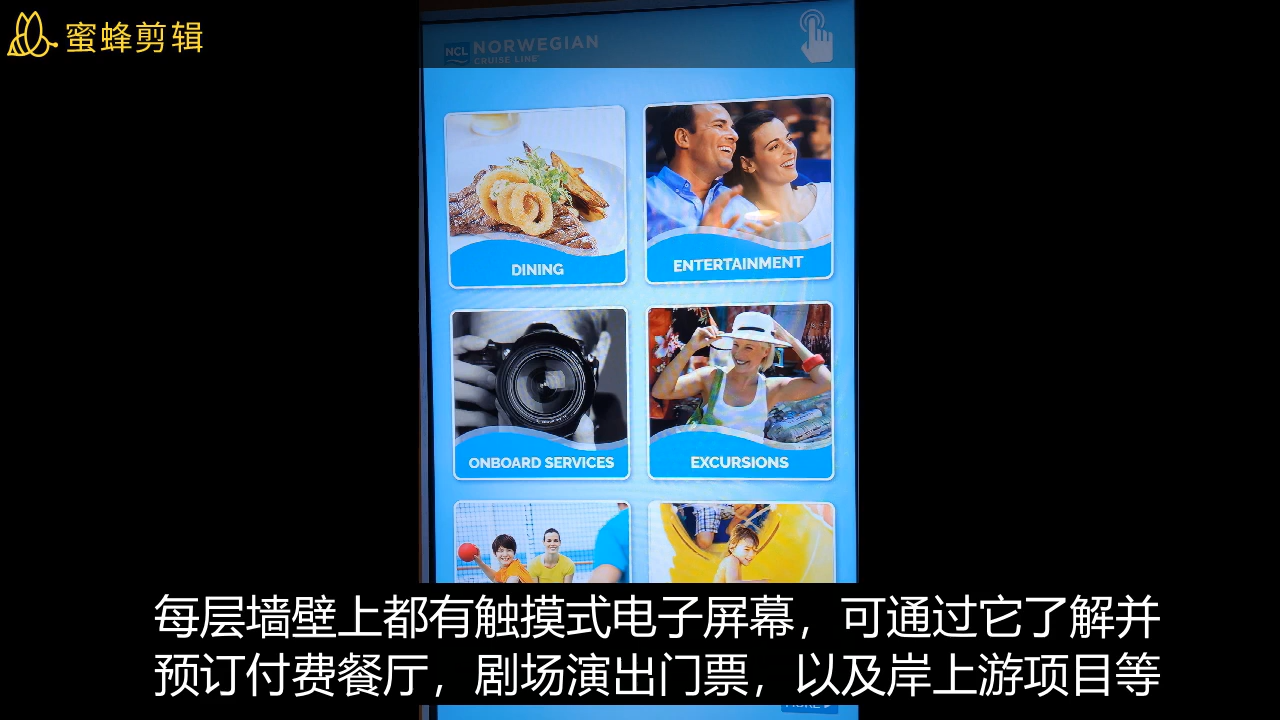 蜜蜂剪辑
NCL NORWEGIAN
CRUISE LINE
DINING
ENTERTAINMENT
ONBOARD SERVICES
EXCURSIONS
每层墙壁上都有触摸式电子屏幕，可通过它了解并
预订付费餐厅，剧场演出门票，以及岸上游项目等
MORE